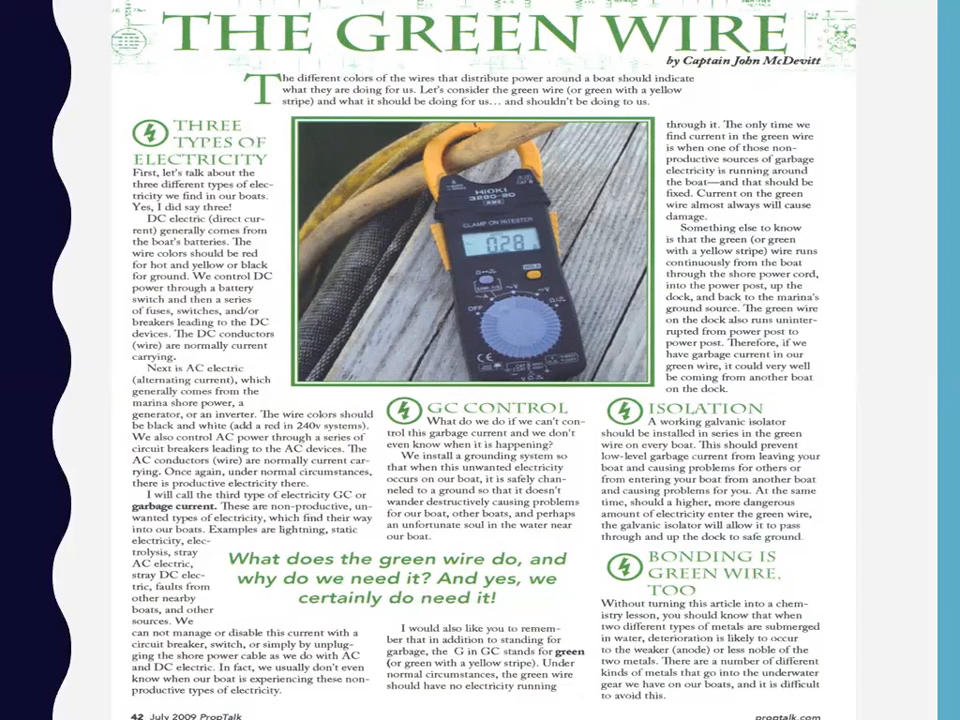 THE GREEN WIRE
by Captain John McDevitt
The different colors of the wires that distribute power around a boat should indicate
what they are doing for us. Let's consider the green wire (or green with a yellow
stripe) and what it should be doing for us… and shouldn't be doing to us.
THREE
TYPES OF
ELECTRICITY
First, let's talk about the
three different types of elec-
tricity we find in our boats.
Yes, I did say three!
DC electric (direct cur-
rent) generally comes from
the boat's batteries. The
wire colors should be red
for hot and yellow or black
for ground. We control DC
power through a battery
switch and then a series
of fuses, switches, and/or
breakers leading to the DC
devices. The DC conductors
(wire) are normally current
carrying.
Next is AC electric
(alternating current), which
generally comes from the
marina shore power, a
generator, or an inverter. The wire colors should
be black and white (add a red in 240v systems).
We also control AC power through a series of
circuit breakers leading to the AC devices. The
AC conductors (wire) are normally current car-
rying. Once again, under normal circumstances,
there is productive electricity there.
I will call the third type of electricity GC or
garbage current. These are non-productive, un-
wanted types of electricity, which find their way
into our boats. Examples are lightning, static
electricity, elec-
trolysis, stray
AC electric,
stray DC elec-
tric, faults from
other nearby
boats, and other
sources. We
can not manage or disable this current with a
circuit breaker, switch, or simply by unplug-
ging the shore power cable as we do with AC
and DC electric. In fact, we usually don't even
know when our boat is experiencing these non-
productive types of electricity.
HIOKI
CLAMP ON HiTESTER
0.28
OFF
GC CONTROL
What do we do if we can't con-
trol this garbage current and we don't
even know when it is happening?
We install a grounding system so
that when this unwanted electricity
occurs on our boat, it is safely chan-
neled to a ground so that it doesn't
wander destructively causing problems
for our boat, other boats, and perhaps
an unfortunate soul in the water near
our boat.
What does the green wire do, and
why do we need it? And yes, we
certainly do need it!
I would also like you to remem-
ber that in addition to standing for
garbage, the G in GC stands for green
(or green with a yellow stripe). Under
normal circumstances, the green wire
should have no electricity running
through it. The only time we
find current in the green wire
is when one of those non-
productive sources of garbage
electricity is running around
the boat—and that should be
fixed. Current on the green
wire almost always will cause
damage.
Something else to know
is that the green (or green
with a yellow stripe) wire runs
continuously from the boat
through the shore power cord,
into the power post, up the
dock, and back to the marina's
ground source. The green wire
on the dock also runs uninter-
rupted from power post to
power post. Therefore, if we
have garbage current in our
green wire, it could very well
be coming from another boat
on the dock.
ISOLATION
A working galvanic isolator
should be installed in series in the green
wire on every boat. This should prevent
low-level garbage current from leaving your
boat and causing problems for others or
from entering your boat from another boat
and causing problems for you. At the same
time, should a higher, more dangerous
amount of electricity enter the green wire,
the galvanic isolator will allow it to pass
through and up the dock to safe ground.
BONDING IS
GREEN WIRE,
TOO
Without turning this article into a chem-
istry lesson, you should know that when
two different types of metals are submerged
in water, deterioration is likely to occur
to the weaker (anode) or less noble of the
two metals. There are a number of different
kinds of metals that go into the underwater
gear we have on our boats, and it is difficult
to avoid this.
42 July 2009 PropTalk
proptalk.com